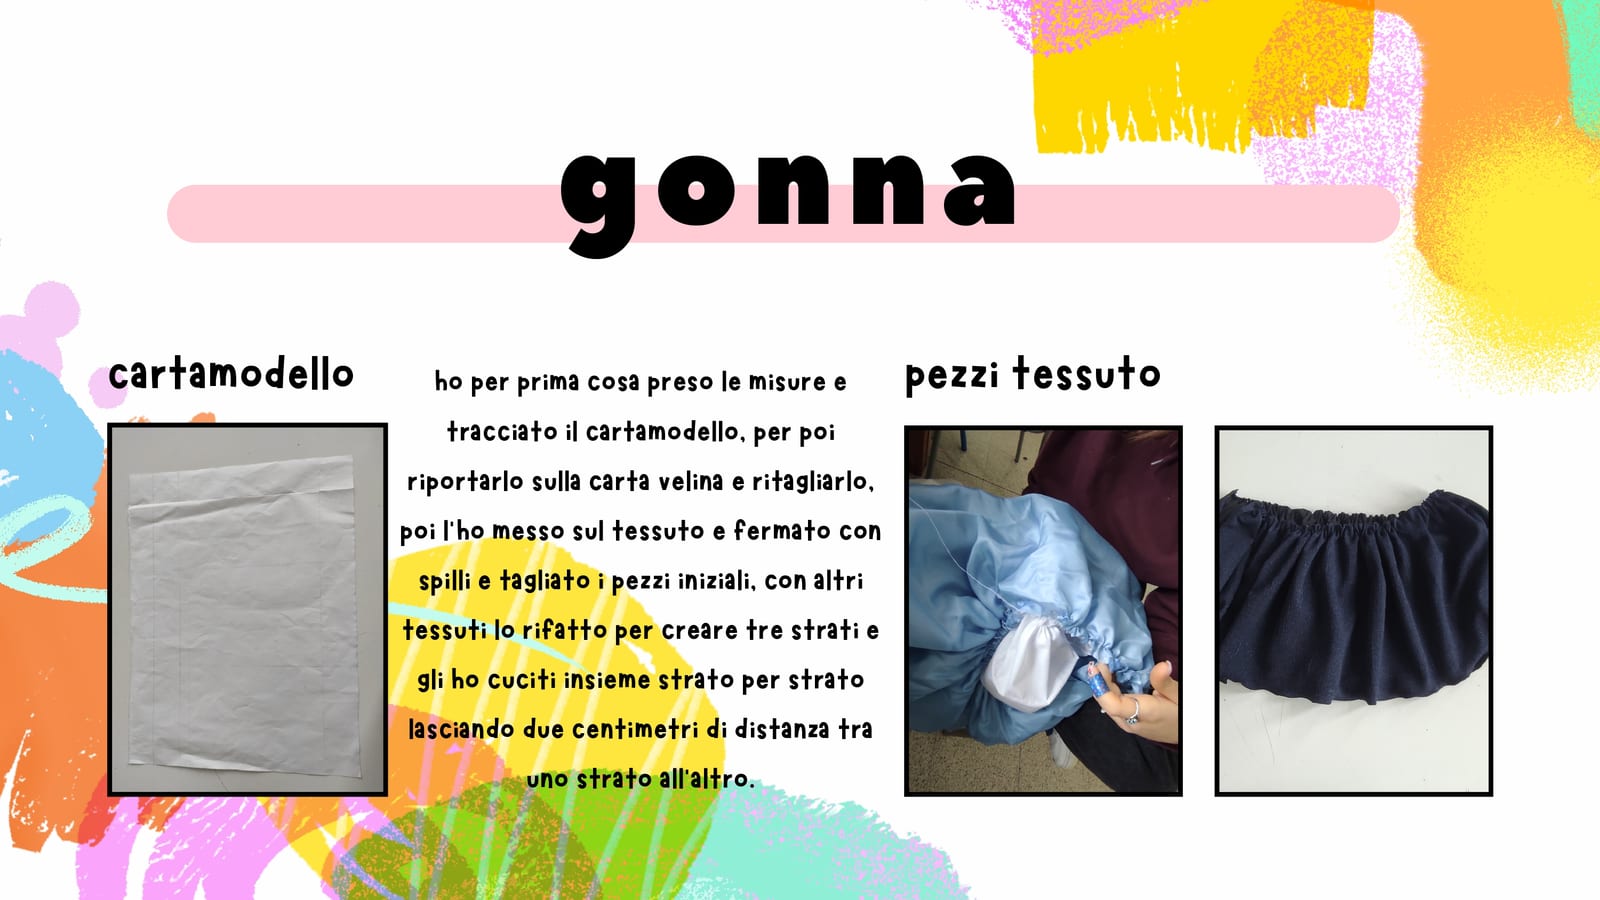 gonna
cartamodello
ho per prima cosa preso le misure e
tracciato il cartamodello, per poi
riportarlo sulla carta velina e ritagliarlo,
poi l'ho messo sul tessuto e fermato con
spilli e tagliato i pezzi iniziali, con altri
tessuti lo rifatto per creare tre strati e
gli ho cuciti insieme strato per strato
lasciando due centimetri di distanza tra
uno strato all'altro.
pezzi tessuto